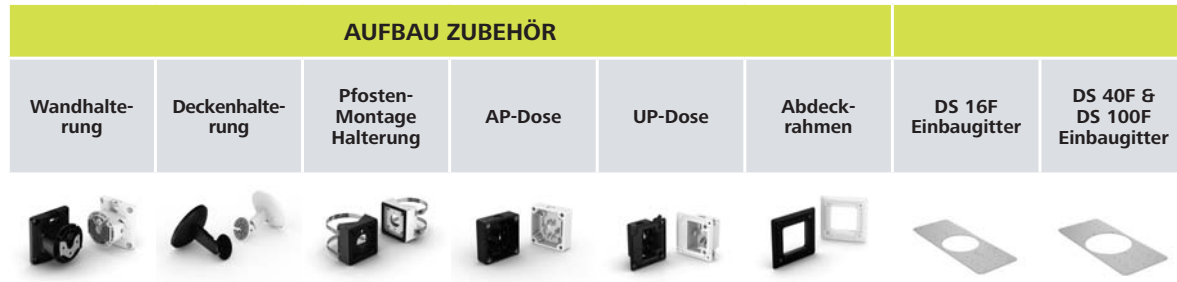 AUFBAU ZUBEHÖR
Wandhalte-
rung
Deckenhalte-
rung
Pfosten-
Montage
Halterung
AP-Dose
UP-Dose
Abdeck-
rahmen
DS 16F
Einbaugitter
DS 40F &
DS 100F
Einbaugitter